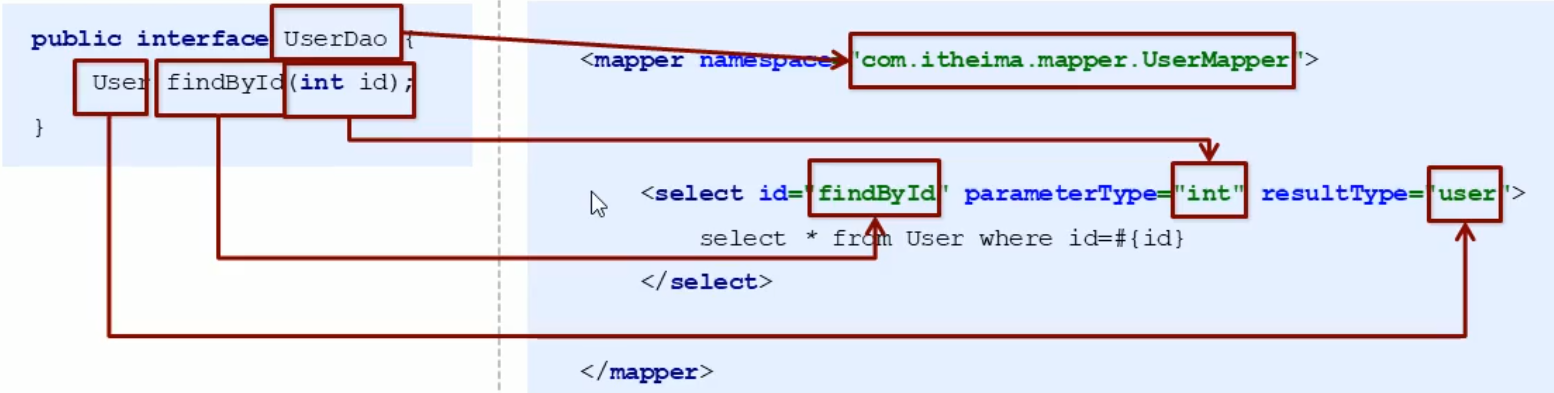 public interface UserDao {
User findById(int id);
}
<mapper namespace="com.itheima.mapper.UserMapper">
<select id="findById" parameterType="int" resultType="user">
select * from User where id=#{id}
</select>
</mapper>